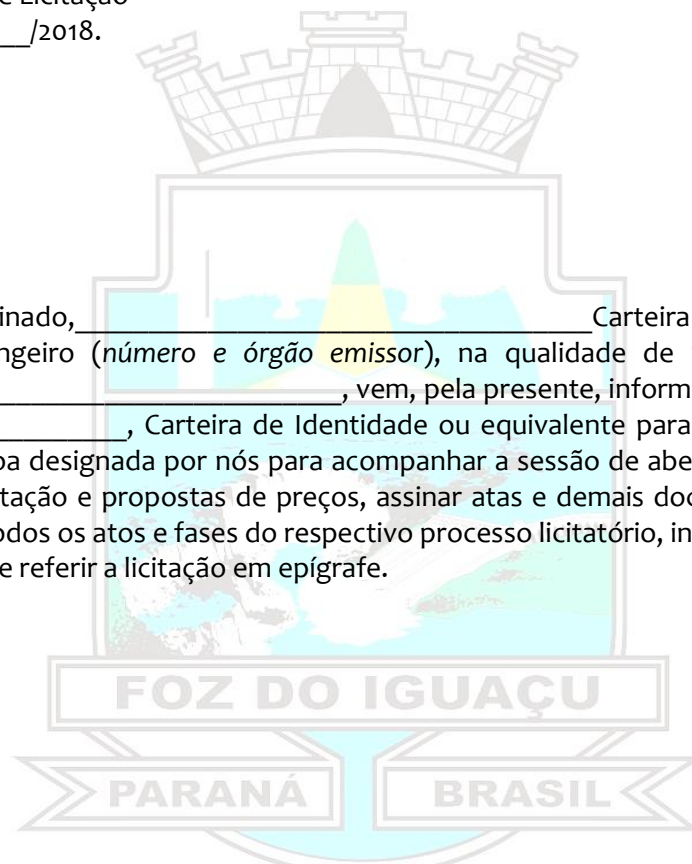 e Licitação
___/2018.
inado,___________________________________Carteira
ngeiro (número e órgão emissor), na qualidade de
________________________, vem, pela presente, inform
_________, Carteira de Identidade ou equivalente para
oa designada por nós para acompanhar a sessão de abe
tação e propostas de preços, assinar atas e demais doc
odos os atos e fases do respectivo processo licitatório, in
e referir a licitação em epígrafe.
FOZ DO IGUAÇU
PARANÁ BRASIL